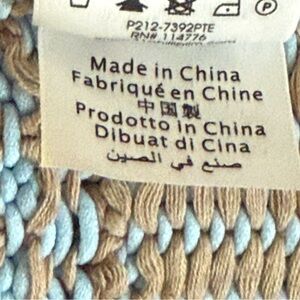 P
P212-7392PTE
RN# 114776
Made in China
Fabriqué en Chine
中国製
Prodotto in China
Dibuat di Cina
صنع في الصين